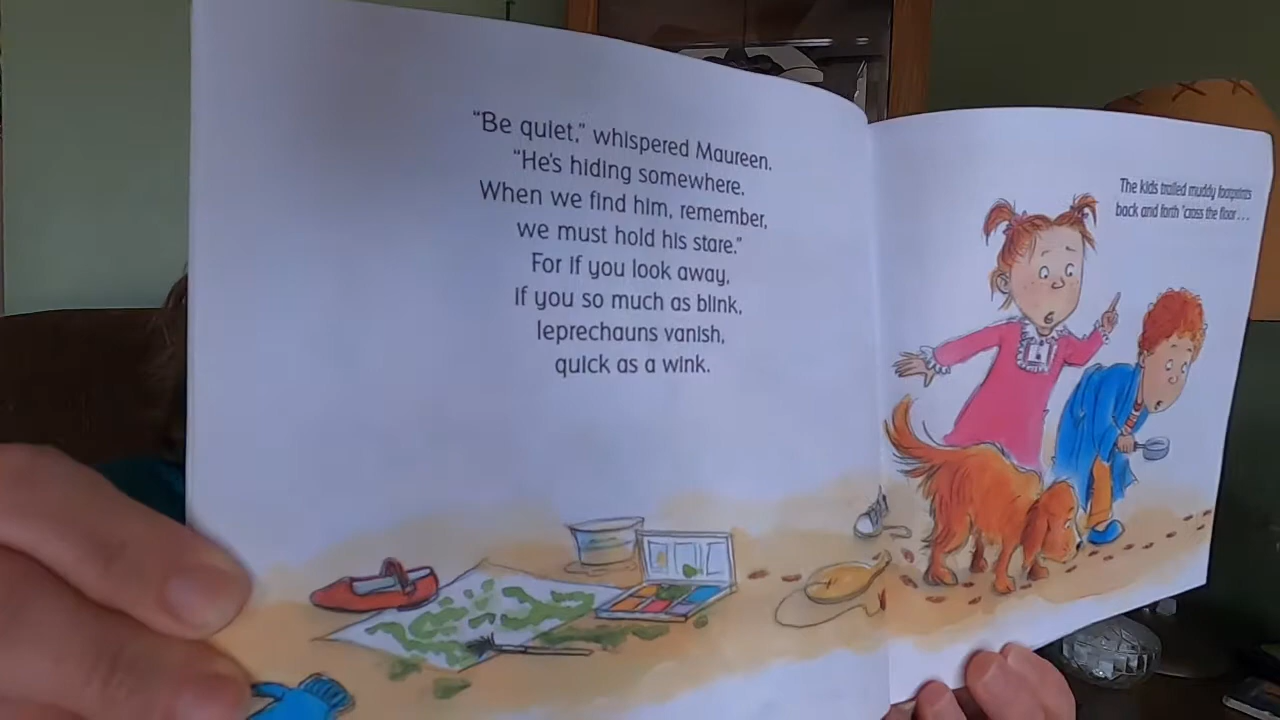 “Be quiet,” whispered Maureen.
“He’s hiding somewhere.
When we find him, remember,
we must hold his stare.”
For if you look away,
if you so much as blink,
leprechauns vanish,
quick as a wink.
The kids trailed muddy footprints
back and forth ’cross the floor . . .